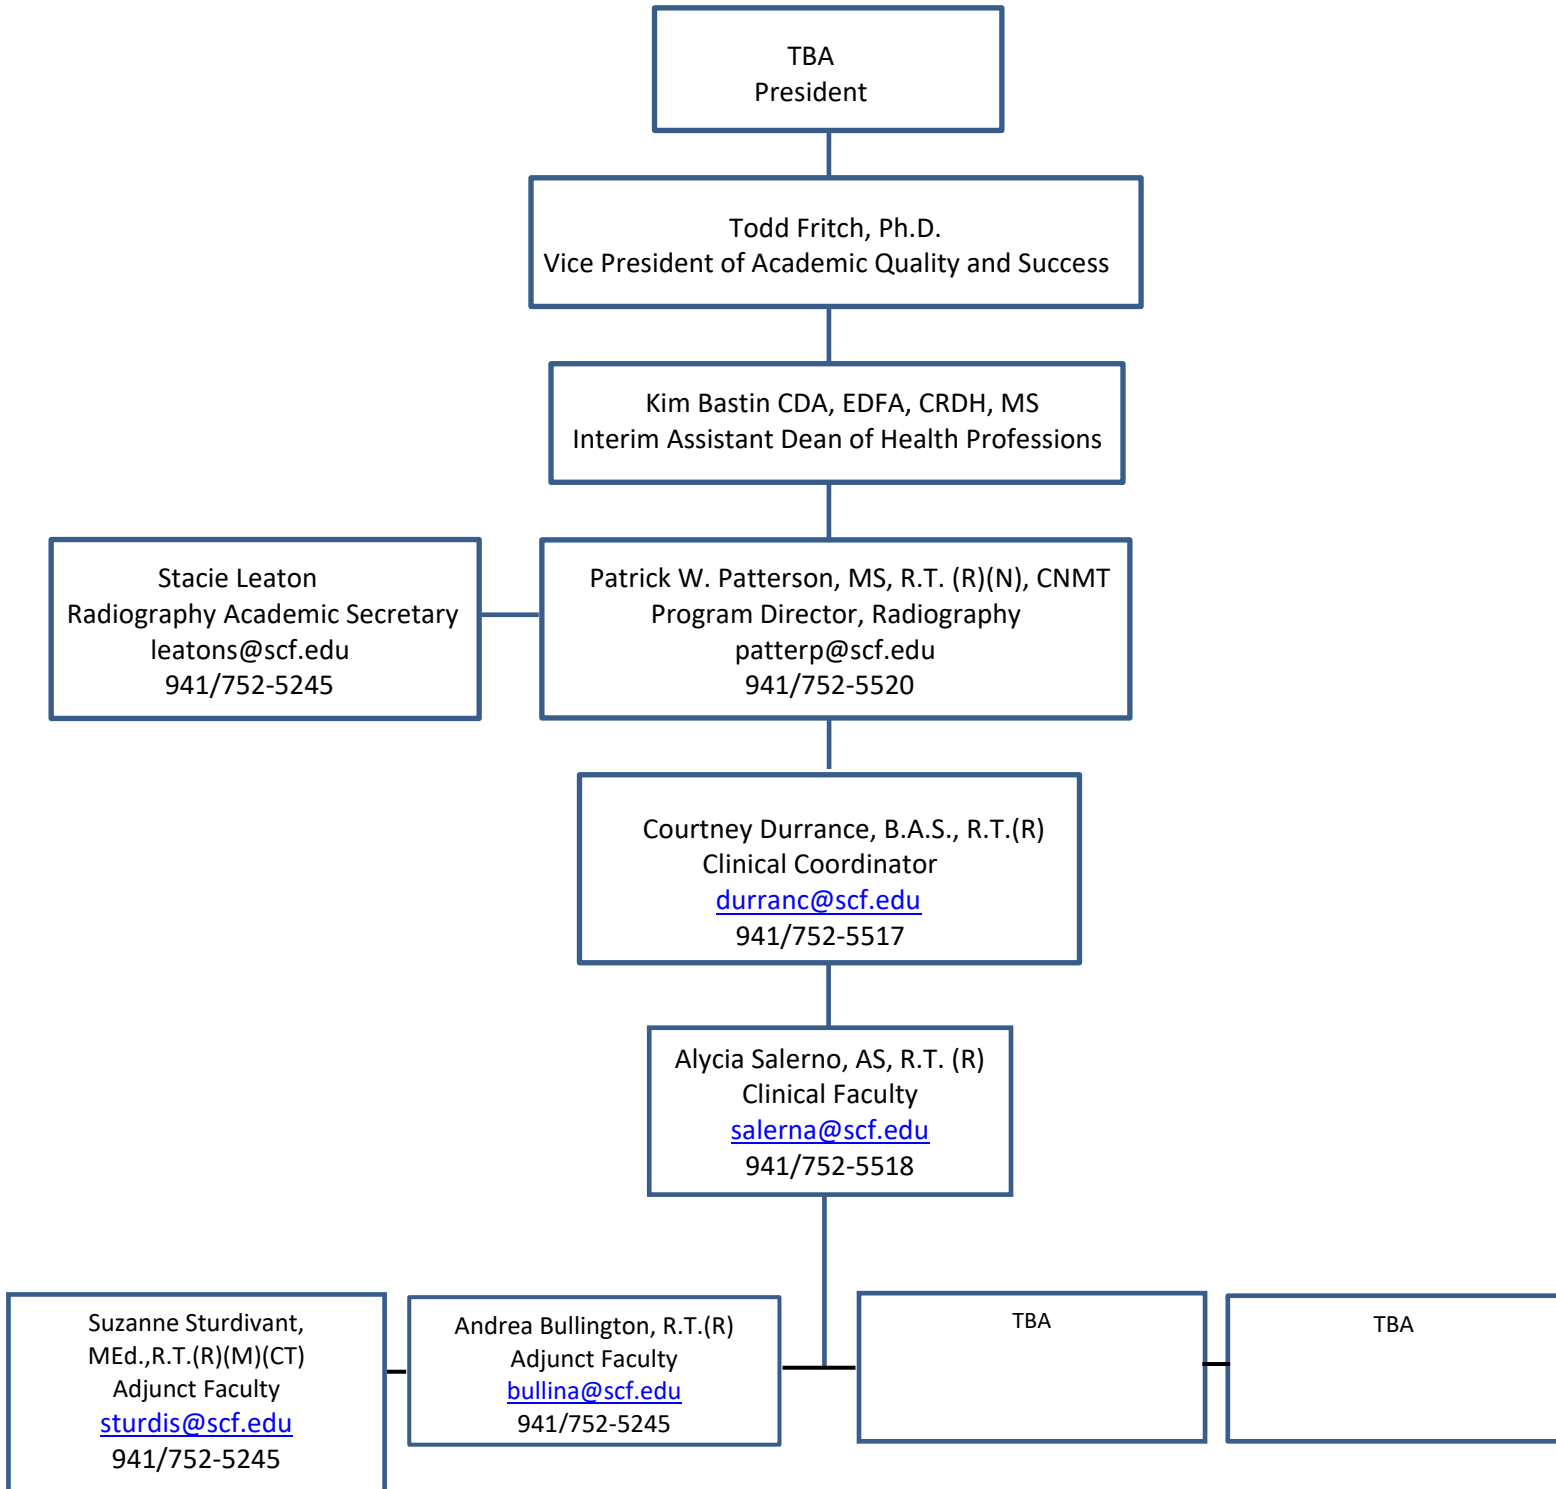 TBA
President
Todd Fritch, Ph.D.
Vice President of Academic Quality and Success
Kim Bastin CDA, EDFA, CRDH, MS
Interim Assistant Dean of Health Professions
Stacie Leaton
Radiography Academic Secretary
leatons@scf.edu
941/752-5245
Patrick W. Patterson, MS, R.T. (R)(N), CNMT
Program Director, Radiography
patterp@scf.edu
941/752-5520
Courtney Durrance, B.A.S., R.T.(R)
Clinical Coordinator
durranc@scf.edu
941/752-5517
Alycia Salerno, AS, R.T. (R)
Clinical Faculty
salerna@scf.edu
941/752-5518
Suzanne Sturdivant,
MEd.,R.T.(R)(M)(CT)
Adjunct Faculty
sturdis@scf.edu
941/752-5245
Andrea Bullington, R.T.(R)
Adjunct Faculty
bullina@scf.edu
941/752-5245
TBA
TBA